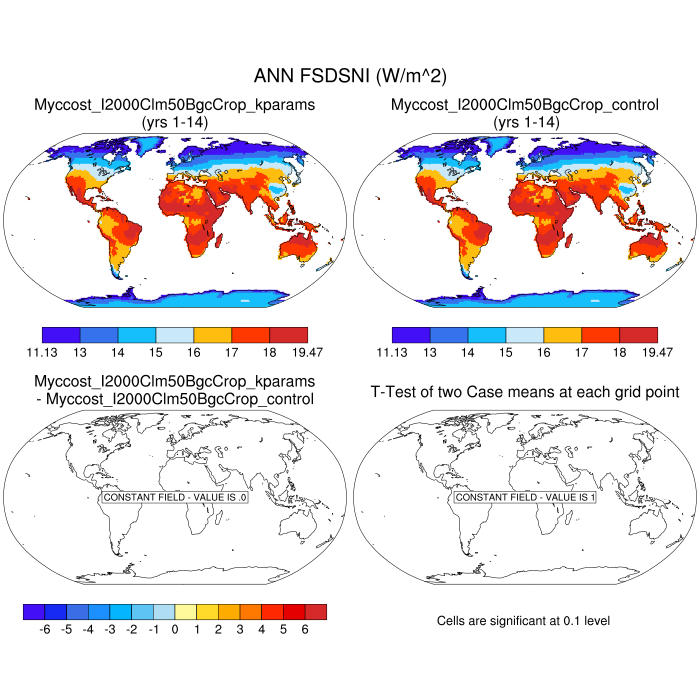 ANN FSDSNI (W/m^2)
Myccost_I2000Clm50BgcCrop_kparams
(yrs 1-14)
Myccost_I2000Clm50BgcCrop_control
(yrs 1-14)
11.13 13 14 15 16 17 18 19.47
11.13 13 14 15 16 17 18 19.47
Myccost_I2000Clm50BgcCrop_kparams
- Myccost_I2000Clm50BgcCrop_control
T-Test of two Case means at each grid point
CONSTANT FIELD - VALUE IS .0
CONSTANT FIELD - VALUE IS 1
-6 -5 -4 -3 -2 -1 0 1 2 3 4 5 6
Cells are significant at 0.1 level